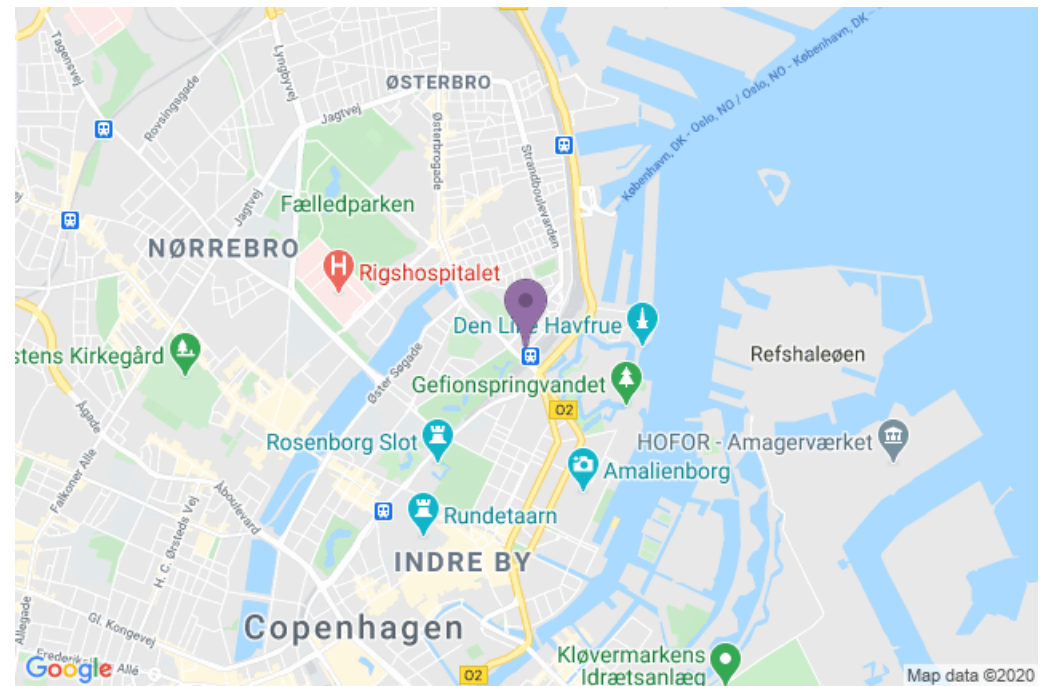 Tagensvej
Lyngbyvej
Rovsingsgade
ØSTERBRO
Jagtvej
Østerbrogade
Strandboulevarden
København, DK - Oslo, NO / Oslo, NO - København, DK -
Jagtvej
Fælledparken
NØRREBRO
H
Rigshospitalet
Den Lille Havfrue
Refshaleøen
stens Kirkegård
Øster Søgade
Gefionspringvandet
O2
Ågade
Rosenborg Slot
HOFOR - Amagerværket
Amalienborg
Falkoner Alle
Åboulevard
H. C. Ørsteds Vej
Rundetaarn
INDRE BY
Allegade
Gl. Kongevej
Copenhagen
Kløvermarkens
Idrætsanlæg
Google
Allé
O2
Map data ©2020